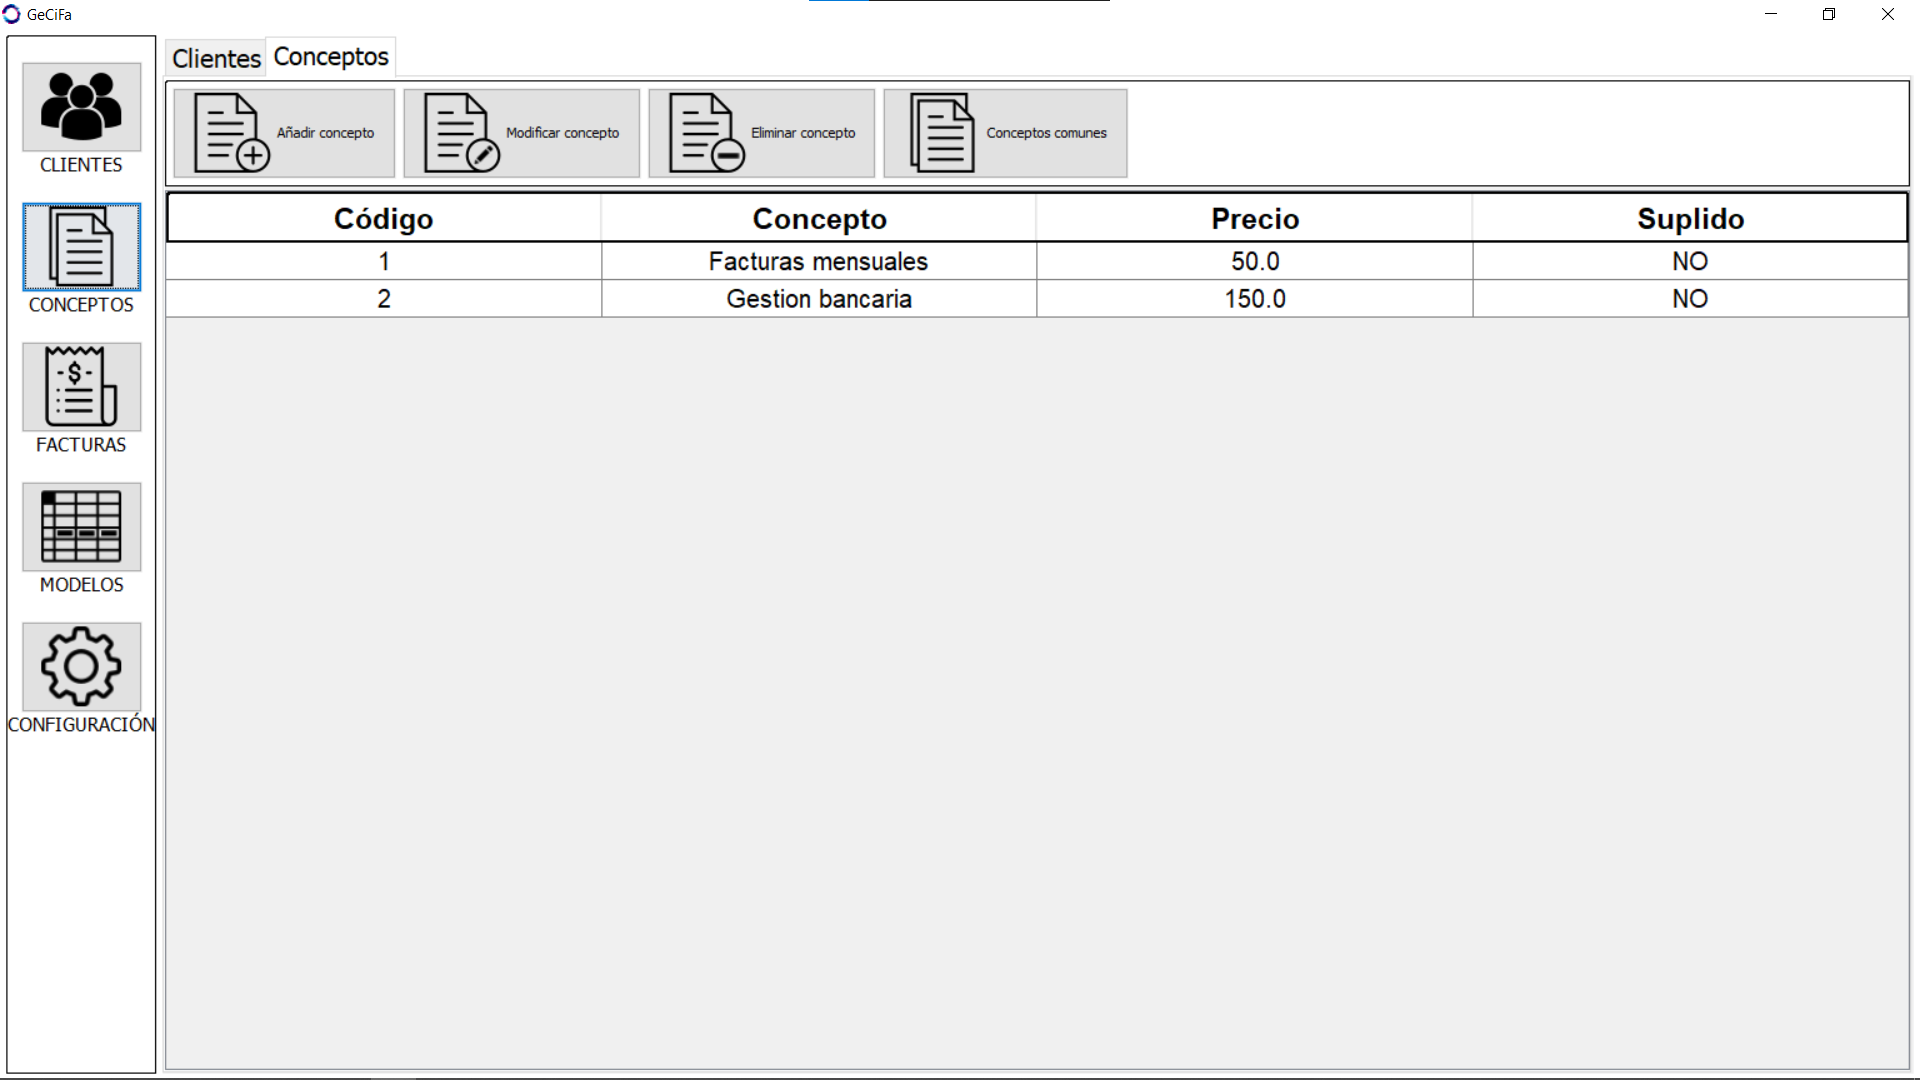 GeCiFa
CLIENTES
CONCEPTOS
FACTURAS
MODELOS
CONFIGURACIÓN
Clientes Conceptos
Añadir concepto Modificar concepto Eliminar concepto Conceptos comunes
Código Concepto Precio Suplido
1 Facturas mensuales 50.0 NO
2 Gestion bancaria 150.0 NO